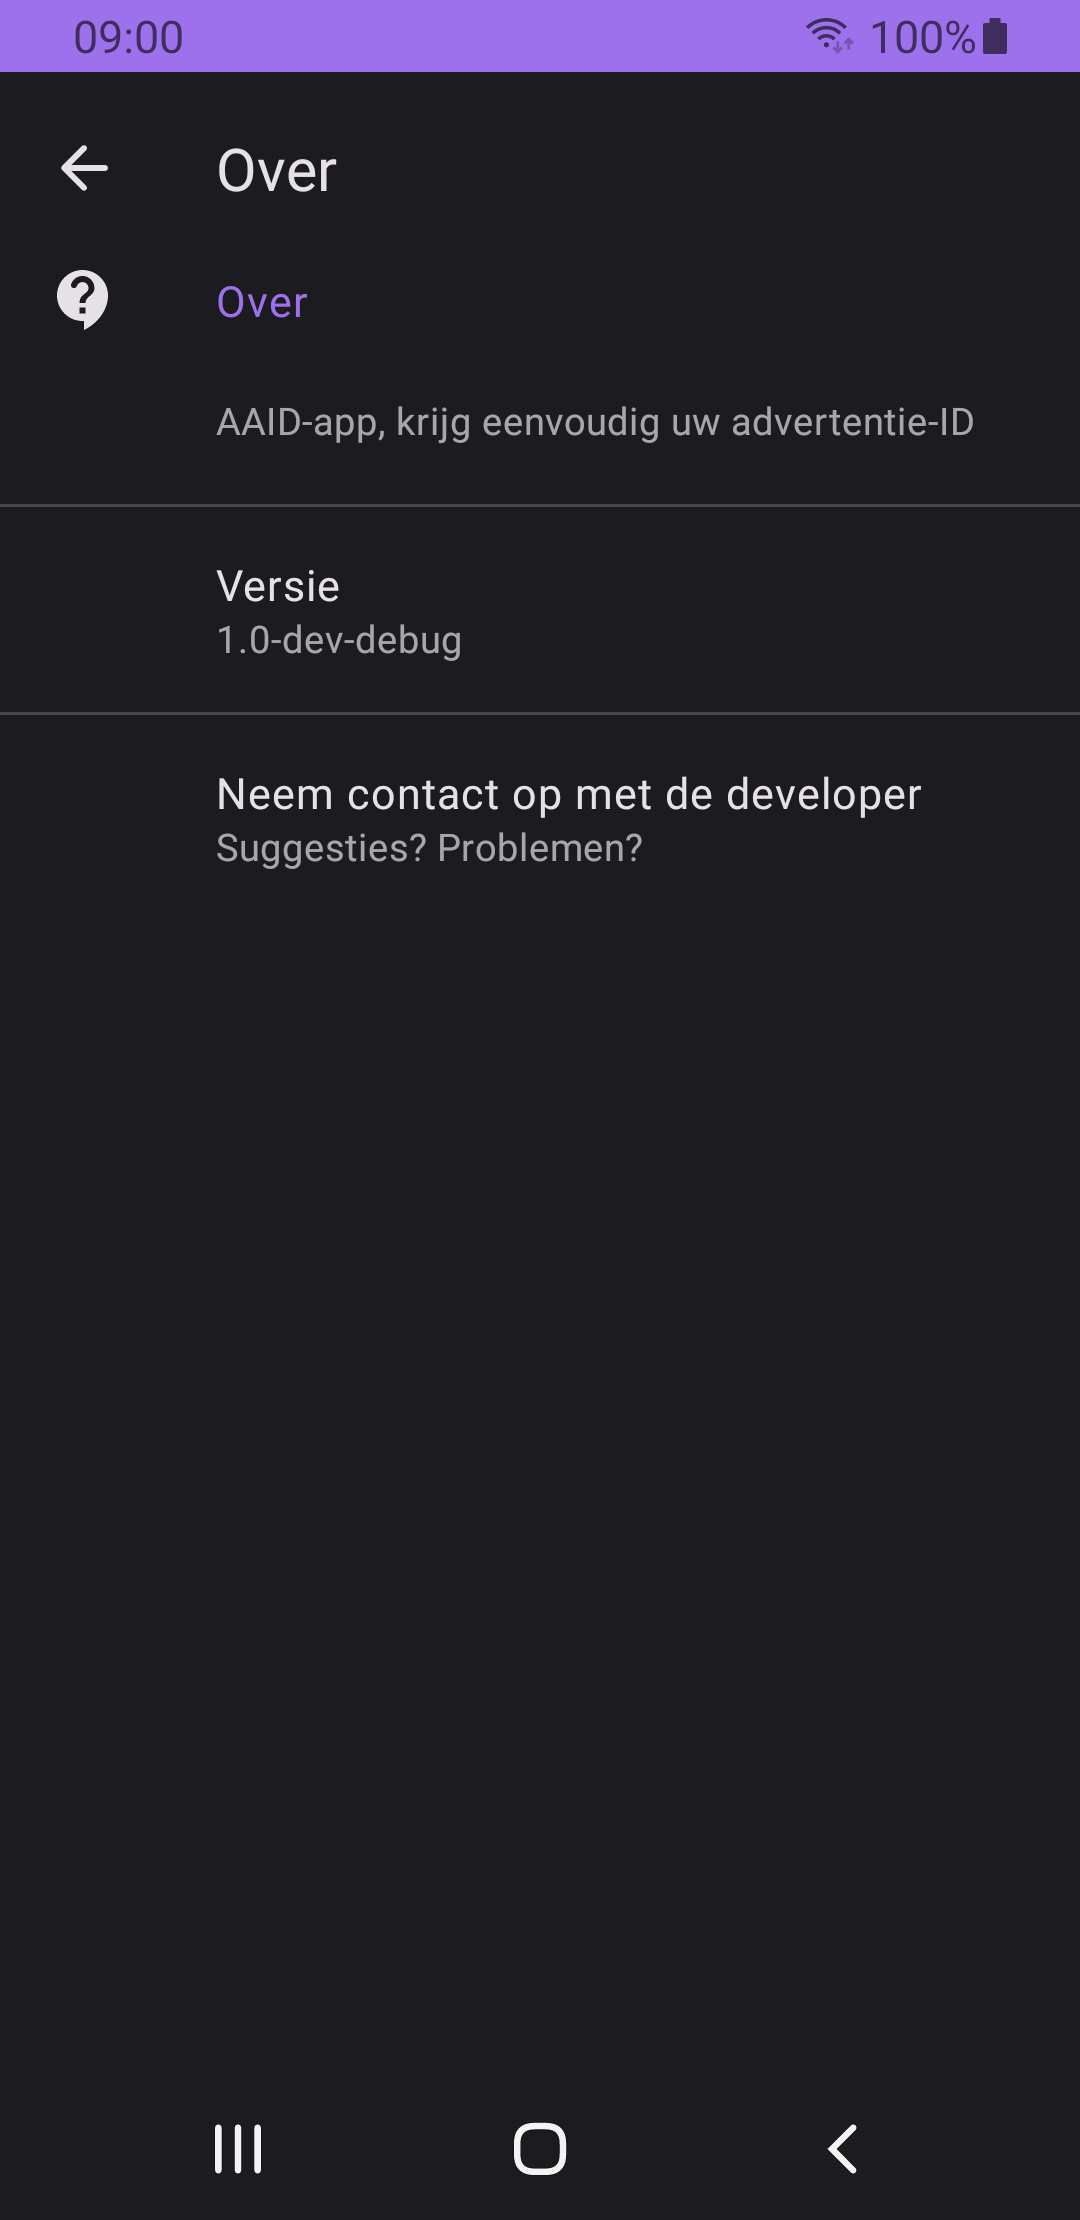 09:00
100%
Over
Over
AAID-app, krijg eenvoudig uw advertentie-ID
Versie
1.0-dev-debug
Neem contact op met de developer
Suggesties? Problemen?